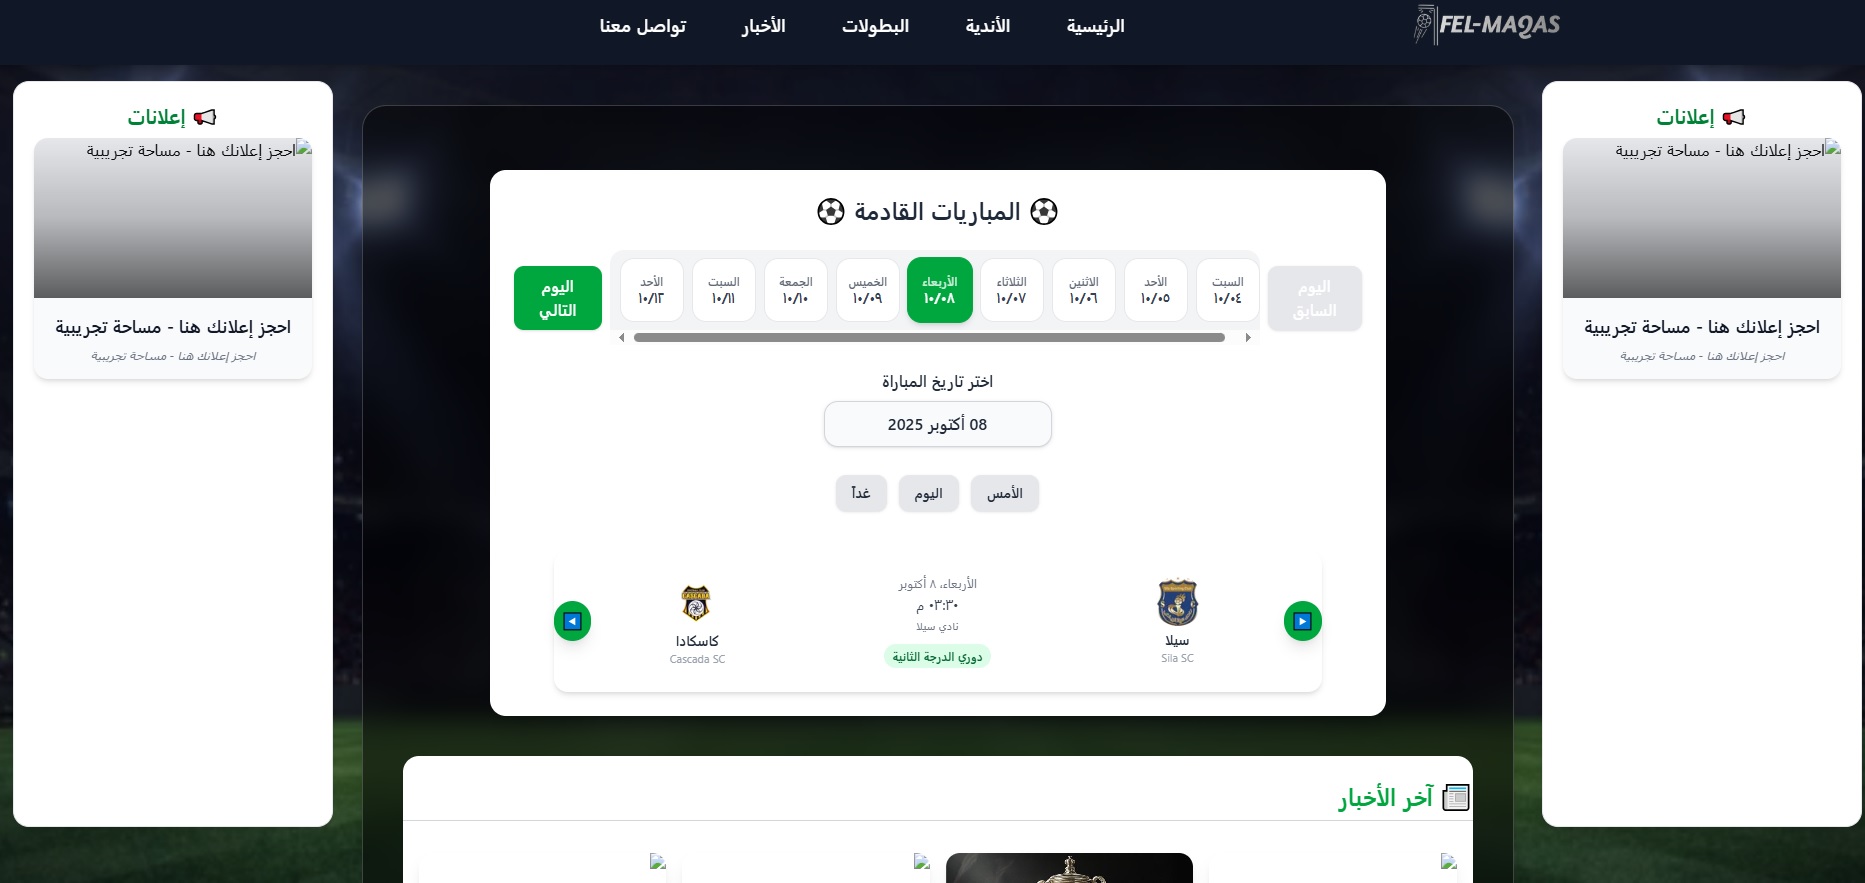 FEL-MAQAS
الرئيسية
الأندية
البطولات
الأخبار
تواصل معنا
📢 إعلانات
احجز إعلانك هنا - مساحة تجريبية
احجز إعلانك هنا - مساحة تجريبية
احجز إعلانك هنا - مساحة تجريبية
⚽ المباريات القادمة ⚽
اليوم
السابق
السبت
١٠/٠٤
الأحد
١٠/٠٥
الاثنين
١٠/٠٦
الثلاثاء
١٠/٠٧
الأربعاء
١٠/٠٨
الخميس
١٠/٠٩
الجمعة
١٠/١٠
السبت
١٠/١١
الأحد
١٠/١٢
اليوم
التالي
اختر تاريخ المباراة
08 أكتوبر 2025
الأمس
اليوم
غداً
سيلا
Sila SC
الأربعاء، ٨ أكتوبر
٠٣:٣٠ م
نادي سيلا
دوري الدرجة الثانية
كاسكادا
Cascada SC
📰 آخر الأخبار
📢 إعلانات
احجز إعلانك هنا - مساحة تجريبية
احجز إعلانك هنا - مساحة تجريبية
احجز إعلانك هنا - مساحة تجريبية